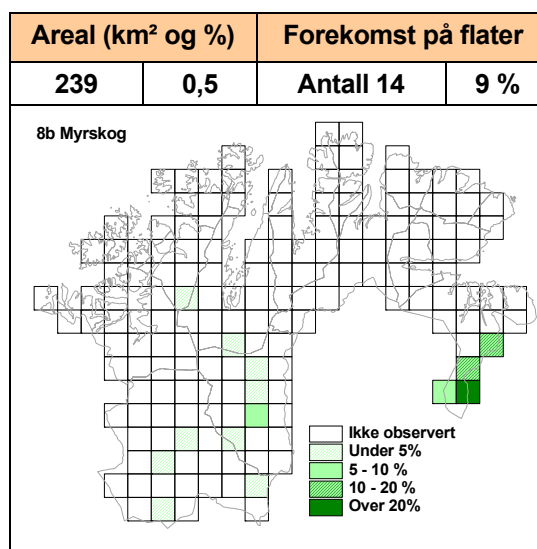 Areal (km² og %) Forekomst på flater
239 0,5 Antall 14 9 %
8b Myrskog
Ikke observert
Under 5%
5 - 10 %
10 - 20 %
Over 20%